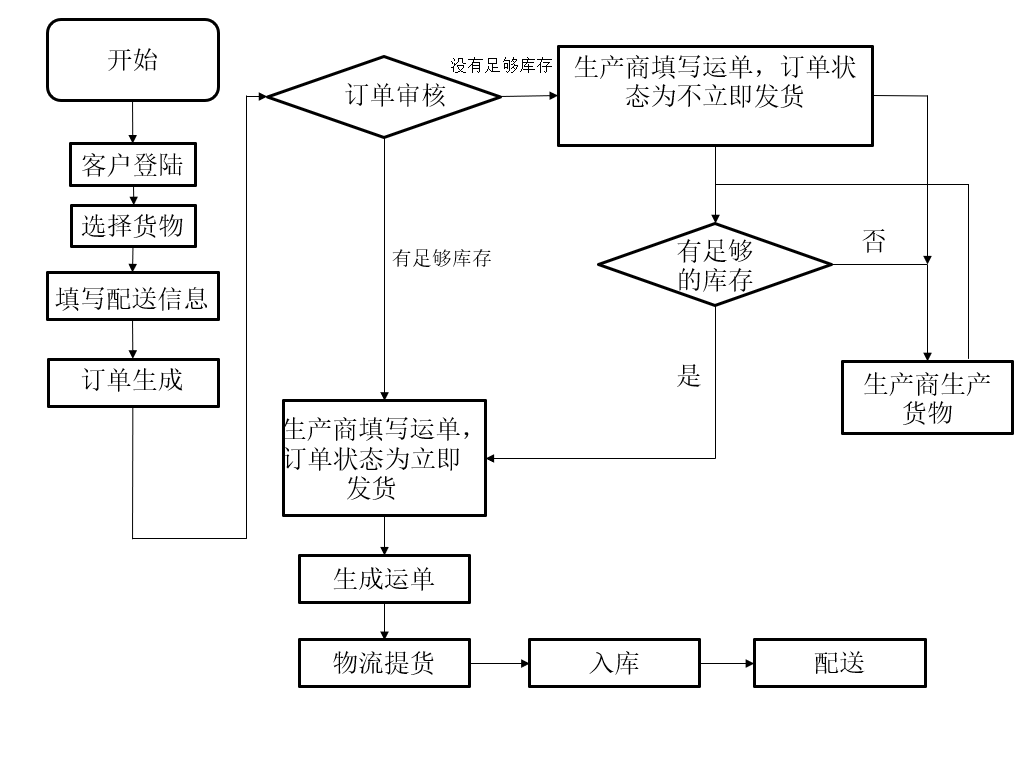 开始
客户登陆
选择货物
填写配送信息
订单生成
订单审核
没有足够库存
生产商填写运单，订单状
态为不立即发货
有足够库存
有足够
的库存
否
是
生产商生产
货物
生产商填写运单，
订单状态为立即
发货
生成运单
物流提货
入库
配送